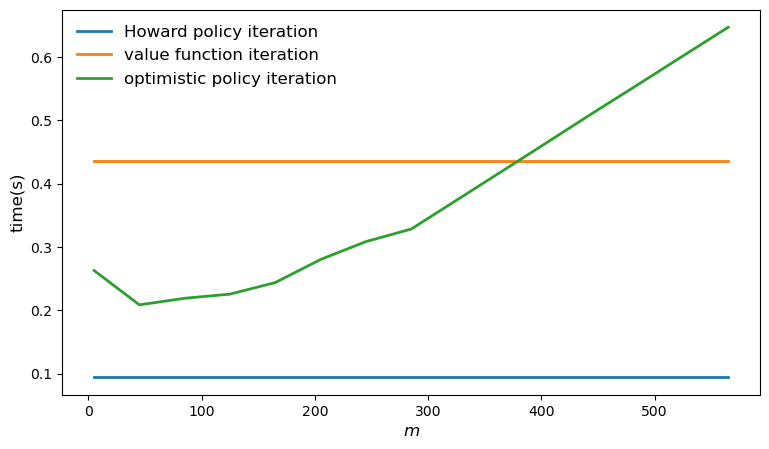 Howard policy iteration
value function iteration
optimistic policy iteration
time(s)
0.6
0.5
0.4
0.3
0.2
0.1
0 100 200 300 400 500
m